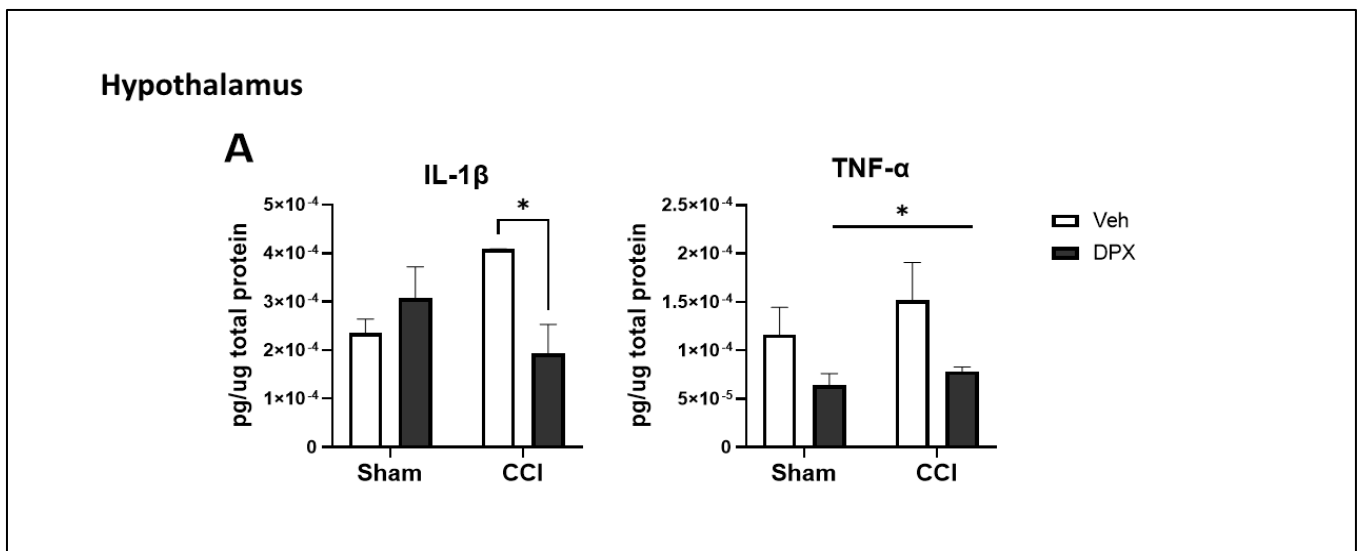 Hypothalamus
A
IL-1β
pg/ug total protein
5×10⁻⁴
4×10⁻⁴
3×10⁻⁴
2×10⁻⁴
1×10⁻⁴
0
*
Sham CCI
TNF-α
pg/ug total protein
2.5×10⁻⁴
2×10⁻⁴
1.5×10⁻⁴
1×10⁻⁴
5×10⁻⁵
0
*
Sham CCI
Veh
DPX